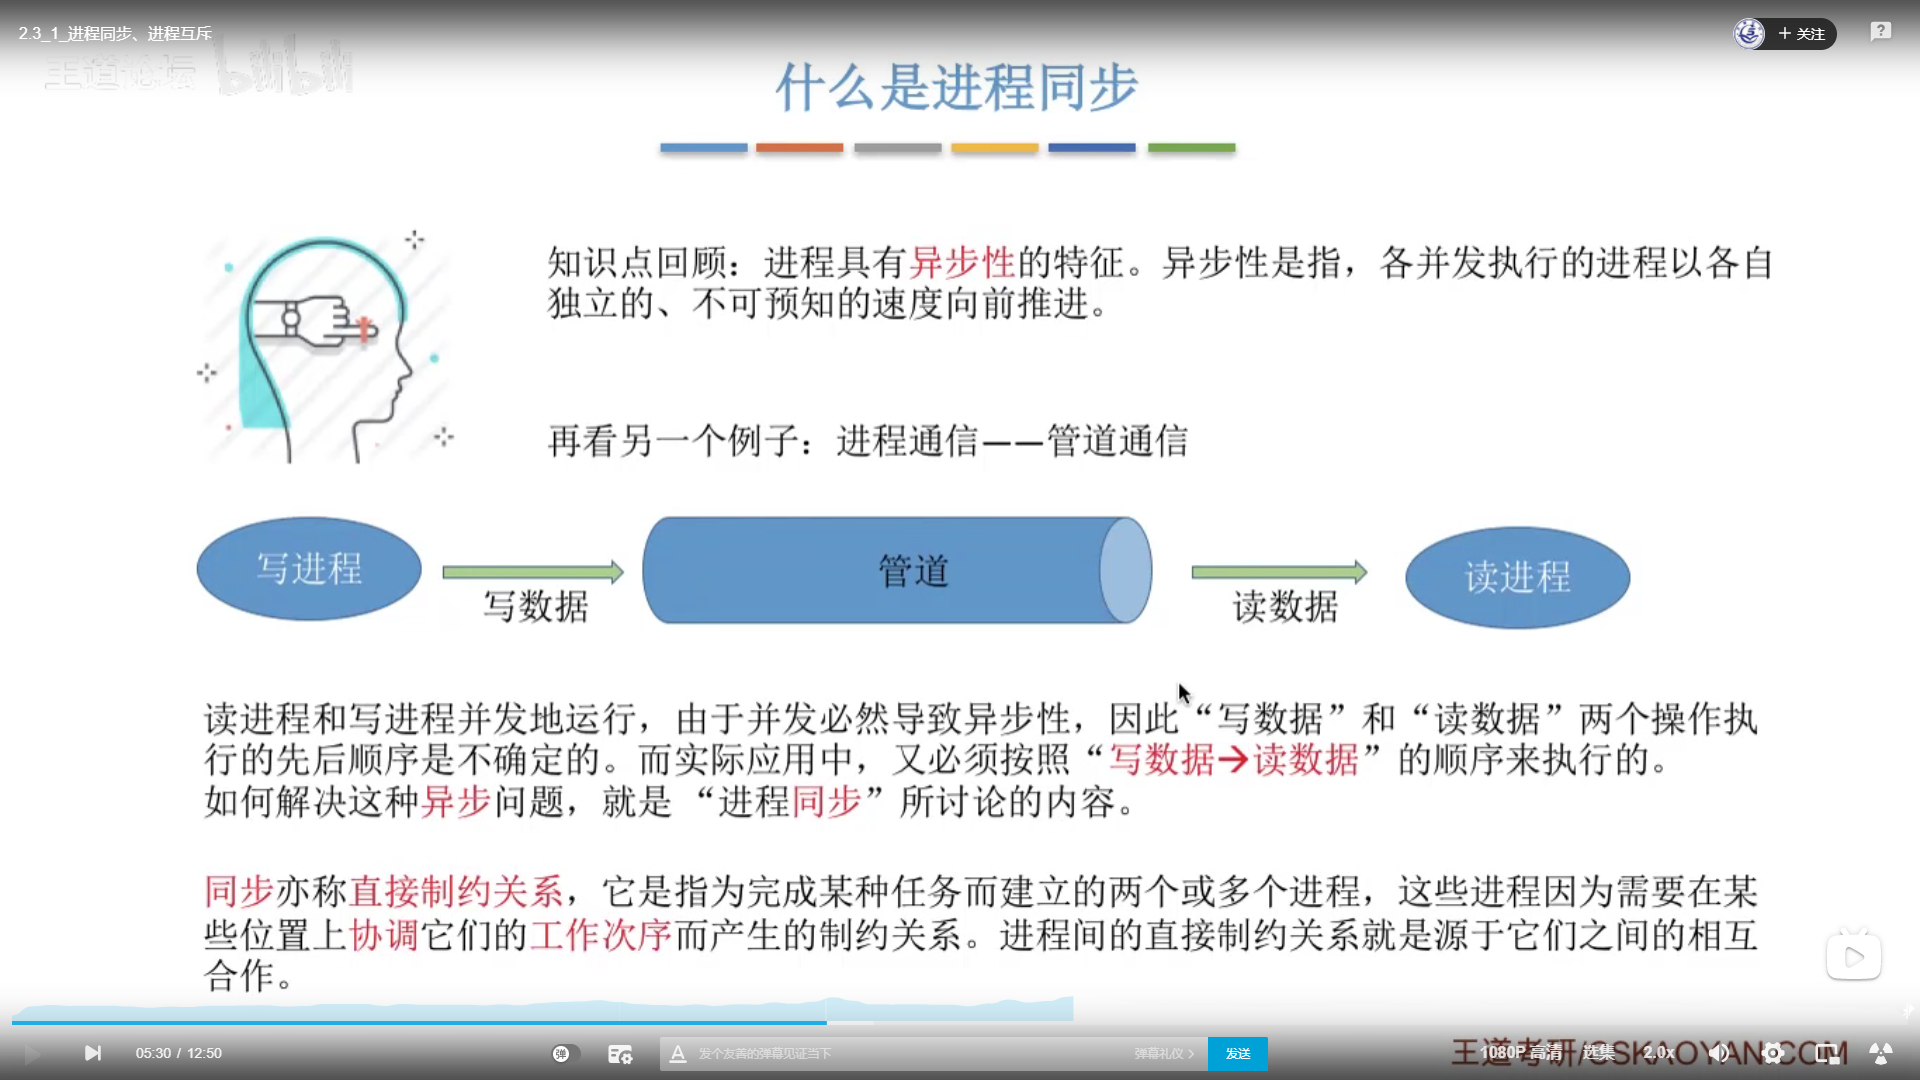 2.3_1_进程同步、进程互斥
关注
王道论坛 bilibili
什么是进程同步
知识点回顾：进程具有异步性的特征。异步性是指，各并发执行的进程以各自
独立的、不可预知的速度向前推进。
再看另一个例子：进程通信——管道通信
写进程
写数据
管道
读数据
读进程
读进程和写进程并发地运行，由于并发必然导致异步性，因此“写数据”和“读数据”两个操作执
行的先后顺序是不确定的。而实际应用中，又必须按照“写数据→读数据”的顺序来执行的。
如何解决这种异步问题，就是 “进程同步”所讨论的内容。
同步亦称直接制约关系，它是指为完成某种任务而建立的两个或多个进程，这些进程因为需要在某
些位置上协调它们的工作次序而产生的制约关系。进程间的直接制约关系就是源于它们之间的相互
合作。
05:30 / 12:50
弹
发个友善的弹幕见证当下
弹幕礼仪
发送
1080P 高清
选集
2.0x
王道考研/CSKAOYAN.COM